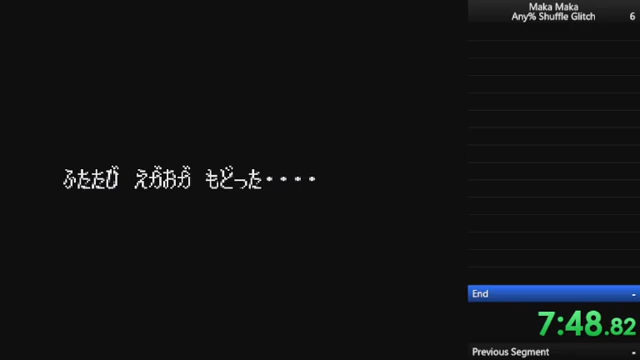 Maka Maka
Any% Shuffle Glitch 6
ふたたび えがおが もどった・・・・
End -
7:48.82
Previous Segment -